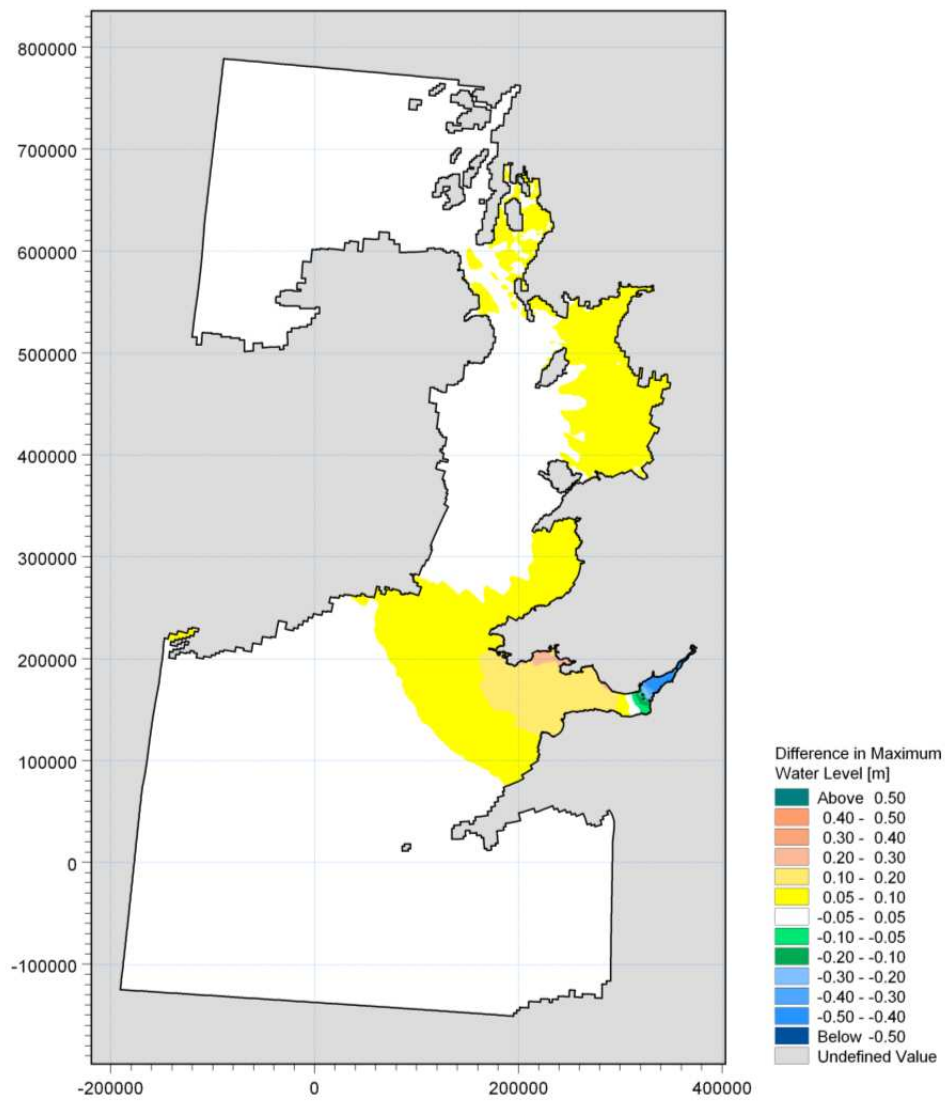 800000
700000
600000
500000
400000
300000
200000
100000
0
-100000
-200000
0
200000
400000
Difference in Maximum
Water Level [m]
Above 0.50
0.40 - 0.50
0.30 - 0.40
0.20 - 0.30
0.10 - 0.20
0.05 - 0.10
-0.05 - 0.05
-0.10 - -0.05
-0.20 - -0.10
-0.30 - -0.20
-0.40 - -0.30
-0.50 - -0.40
Below -0.50
Undefined Value